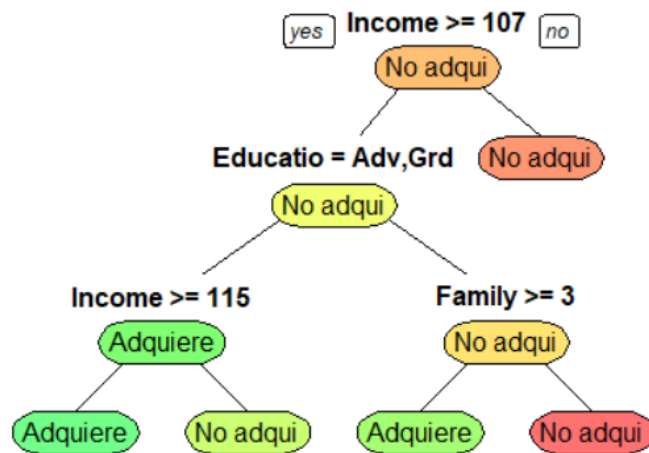 yes Income >= 107 no
No adqui
Educatio = Adv,Grd No adqui
No adqui
Income >= 115 Family >= 3
Adquiere No adqui
Adquiere No adqui Adquiere No adqui